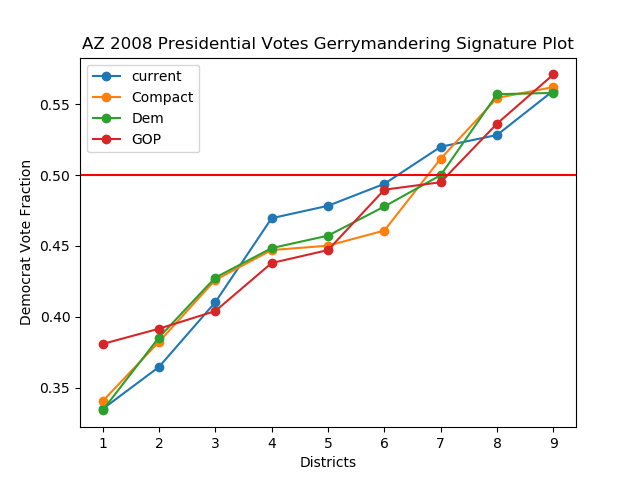 AZ 2008 Presidential Votes Gerrymandering Signature Plot
current
Compact
Dem
GOP
Democrat Vote Fraction
0.55
0.50
0.45
0.40
0.35
1 2 3 4 5 6 7 8 9
Districts